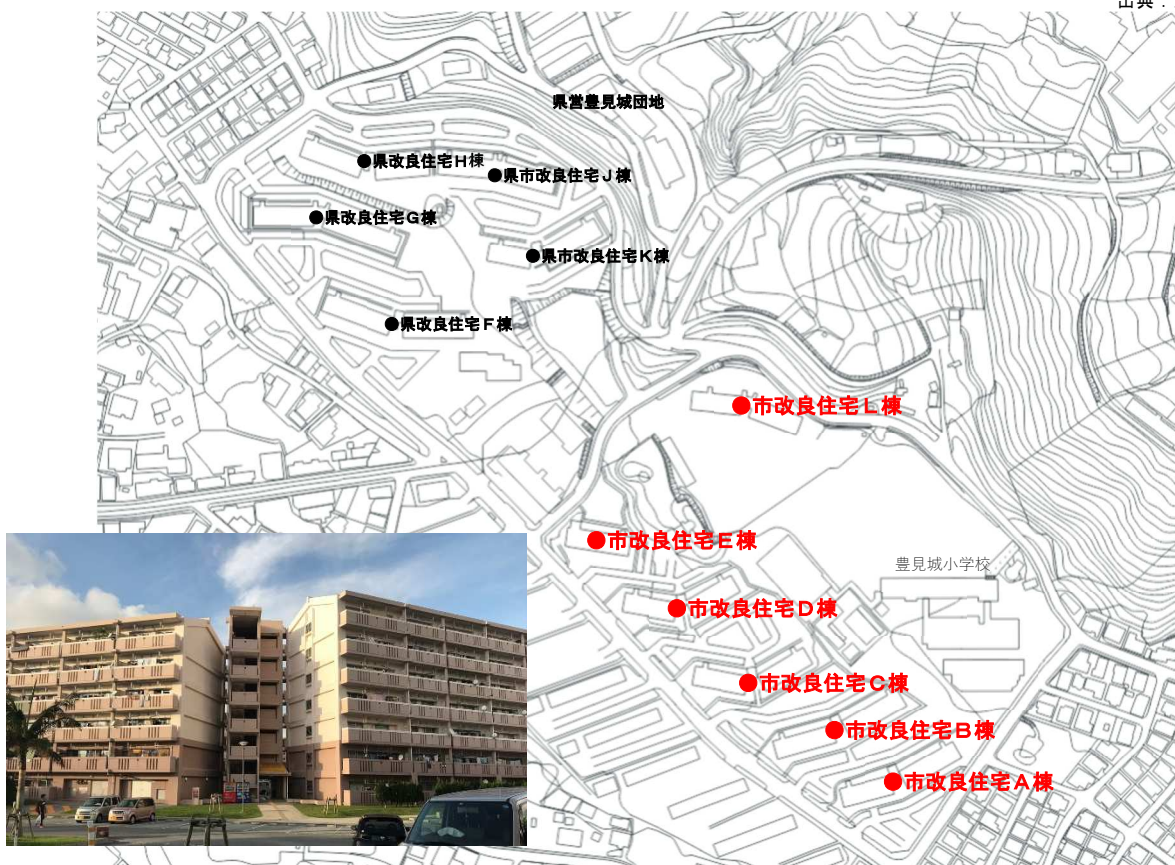 出典：
県営豊見城団地
●県改良住宅Ｈ棟
●県市改良住宅Ｊ棟
●県改良住宅Ｇ棟
●県市改良住宅Ｋ棟
●県改良住宅Ｆ棟
●市改良住宅Ｌ棟
●市改良住宅Ｅ棟
豊見城小学校
●市改良住宅Ｄ棟
●市改良住宅Ｃ棟
●市改良住宅Ｂ棟
●市改良住宅Ａ棟